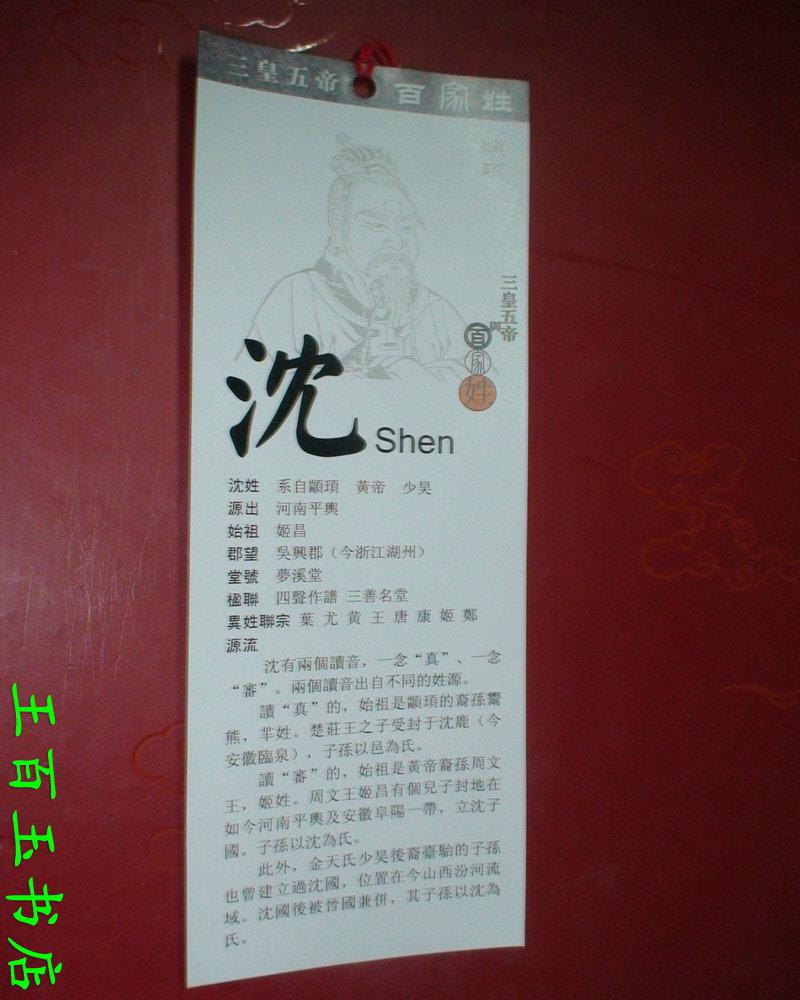 三皇五帝 百家姓
顓頊
三皇五帝
與
百家姓
沈 Shen
沈姓 系自顓頊 黃帝 少昊
源出 河南平輿
始祖 姬昌
郡望 吳興郡（今浙江湖州）
堂號 夢溪堂
楹聯 四聲作譜 三善名堂
異姓聯宗 葉 尤 黃 王 唐 康 姬 鄭
源流
沈有兩個讀音，一念“真”、一念
“審”。兩個讀音出自不同的姓源。
讀“真”的，始祖是顓頊的裔孫鬻
熊，羋姓。楚莊王之子受封于沈鹿（今
安徽臨泉），子孫以邑為氏。
讀“審”的，始祖是黃帝裔孫周文
王，姬姓。周文王姬昌有個兒子封地在
如今河南平輿及安徽阜陽一帶，立沈子
國。子孫以沈為氏。
此外，金天氏少昊後裔臺駘的子孫
也曾建立過沈國，位置在今山西汾河流
域。沈國後被晉國兼併，其子孫以沈為
氏。
王百玉书店